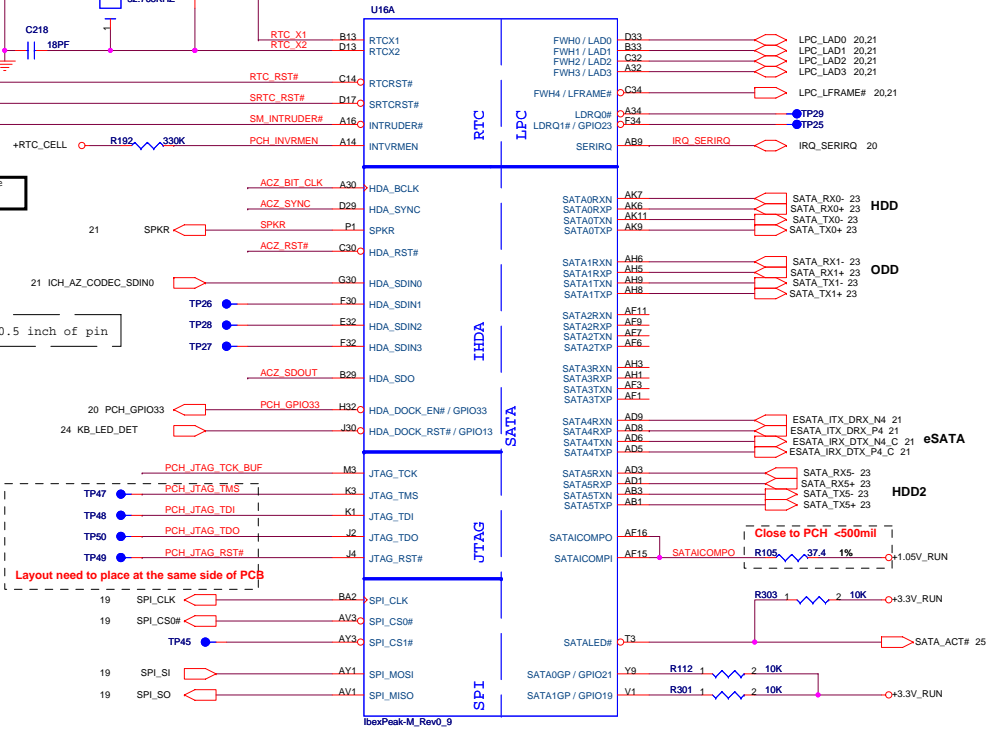 32.768KHZ
U16A
C218
18PF
1
RTC_X1 B13 RTCX1
RTC_X2 D13 RTCX2
RTC_RST# C14 RTCRST#
SRTC_RST# D17 SRTCRST#
SM_INTRUDER# A16 INTRUDER#
+RTC_CELL R192 330K PCH_INVRMEN A14 INTVRMEN
RTC
LPC
FWH0 / LAD0 D33 LPC_LAD0 20,21
FWH1 / LAD1 B33 LPC_LAD1 20,21
FWH2 / LAD2 C32 LPC_LAD2 20,21
FWH3 / LAD3 A32 LPC_LAD3 20,21
FWH4 / LFRAME# C34 LPC_LFRAME# 20,21
LDRQ0# A34 TP29
LDRQ1# / GPIO23 F34 TP25
SERIRQ AB9 IRQ_SERIRQ IRQ_SERIRQ 20
ACZ_BIT_CLK A30 HDA_BCLK
ACZ_SYNC D29 HDA_SYNC
21 SPKR SPKR P1 SPKR
ACZ_RST# C30 HDA_RST#
21 ICH_AZ_CODEC_SDIN0 G30 HDA_SDIN0
TP26 F30 HDA_SDIN1
0.5 inch of pin
TP28 E32 HDA_SDIN2
TP27 F32 HDA_SDIN3
ACZ_SDOUT B29 HDA_SDO
20 PCH_GPIO33 PCH_GPIO33 H32 HDA_DOCK_EN# / GPIO33
24 KB_LED_DET J30 HDA_DOCK_RST# / GPIO13
IHDA
SATA
SATA0RXN AK7 SATA_RX0- 23
SATA0RXP AK6 SATA_RX0+ 23
HDD
SATA0TXN AK11 SATA_TX0- 23
SATA0TXP AK9 SATA_TX0+ 23
SATA1RXN AH6 SATA_RX1- 23
SATA1RXP AH5 SATA_RX1+ 23
ODD
SATA1TXN AH9 SATA_TX1- 23
SATA1TXP AH8 SATA_TX1+ 23
SATA2RXN AF11
SATA2RXP AF9
SATA2TXN AF7
SATA2TXP AF6
SATA3RXN AH3
SATA3RXP AH1
SATA3TXN AF3
SATA3TXP AF1
SATA4RXN AD9 ESATA_ITX_DRX_N4 21
SATA4RXP AD8 ESATA_ITX_DRX_P4 21
SATA4TXN AD6 ESATA_IRX_DTX_N4_C 21
eSATA
SATA4TXP AD5 ESATA_IRX_DTX_P4_C 21
SATA5RXN AD3 SATA_RX5- 23
SATA5RXP AD1 SATA_RX5+ 23
HDD2
SATA5TXN AB3 SATA_TX5- 23
SATA5TXP AB1 SATA_TX5+ 23
PCH_JTAG_TCK_BUF M3 JTAG_TCK
TP47 PCH_JTAG_TMS K3 JTAG_TMS
TP48 PCH_JTAG_TDI K1 JTAG_TDI
TP50 PCH_JTAG_TDO J2 JTAG_TDO
TP49 PCH_JTAG_RST# J4 JTAG_RST#
Layout need to place at the same side of PCB
JTAG
SATAICOMPO AF16
Close to PCH <500mil
SATAICOMPI AF15 SATAICOMPO R105 37.4 1% +1.05V_RUN
19 SPI_CLK BA2 SPI_CLK
19 SPI_CS0# AV3 SPI_CS0#
TP45 AY3 SPI_CS1#
19 SPI_SI AY1 SPI_MOSI
19 SPI_SO AV1 SPI_MISO
SPI
R303 1 2 10K +3.3V_RUN
SATALED# T3 SATA_ACT# 25
SATA0GP / GPIO21 Y9 R112 1 2 10K
SATA1GP / GPIO19 V1 R301 1 2 10K +3.3V_RUN
IbexPeak-M_Rev0_9